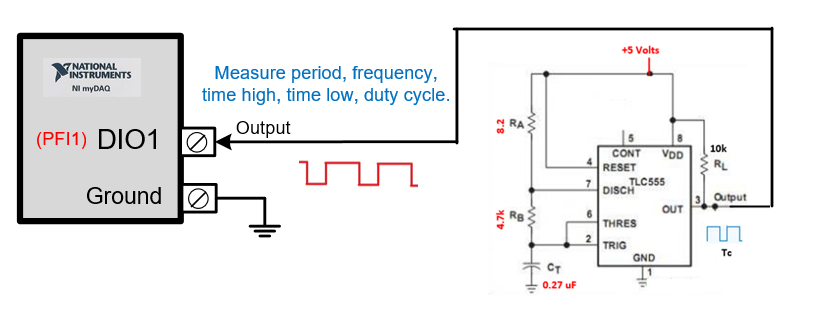 +5 Volts
NATIONAL
INSTRUMENTS
NI myDAQ
Measure period, frequency,
time high, time low, duty cycle.
(PFI1) DIO1
Output
Ground
8.2 RA
4.7k RB
5
8
10k
RL
CONT VDD
4 RESET
TLC555
7 DISCH
3 Output
OUT
6 THRES
2 TRIG
GND
1
CT
0.27 uF
Tc